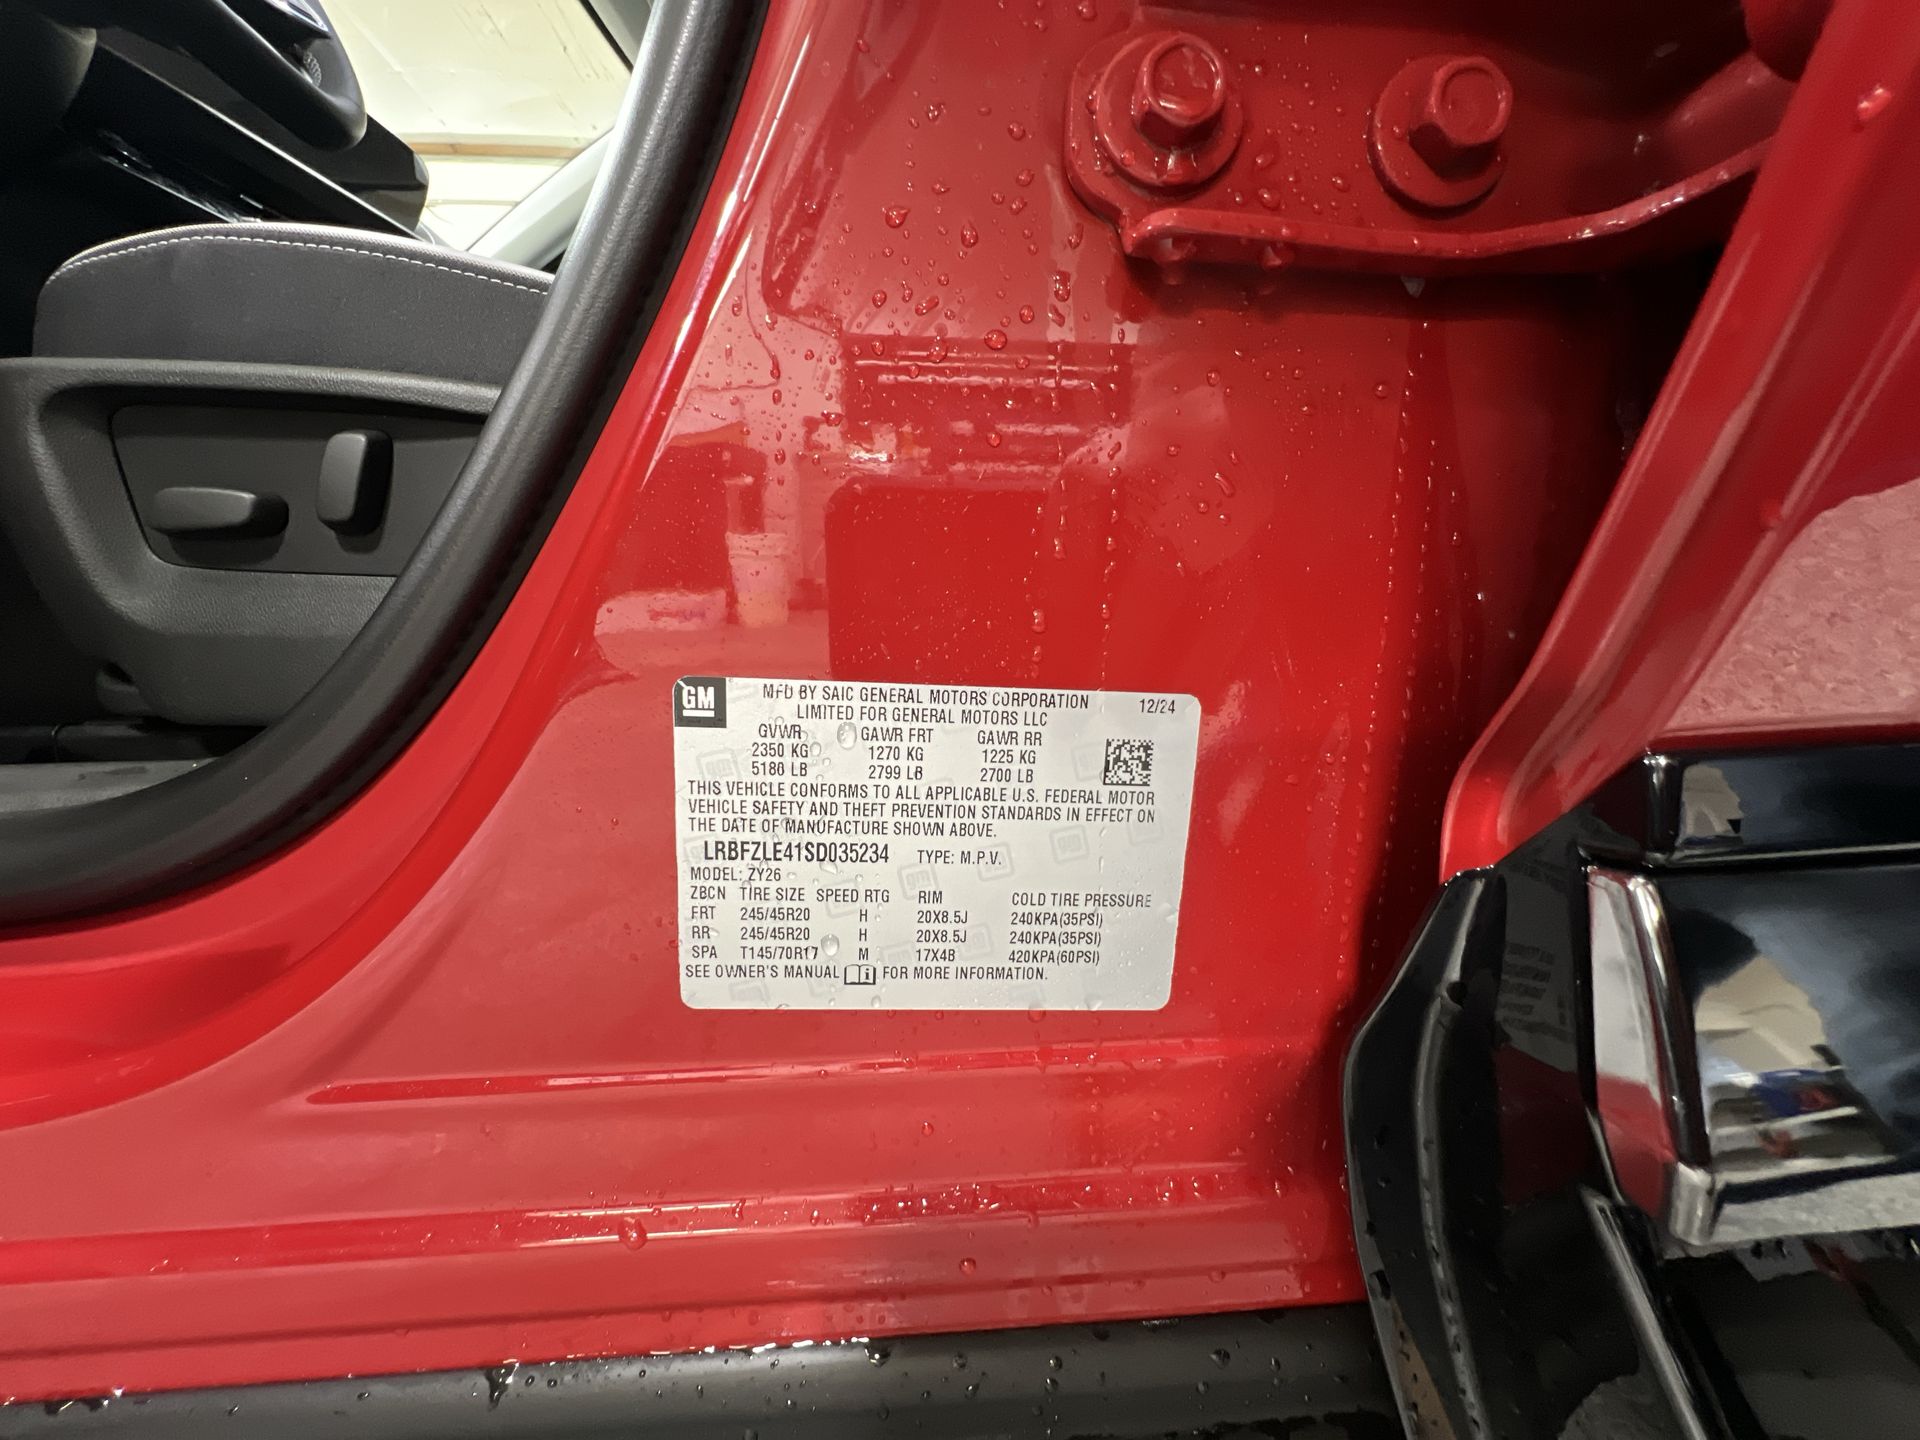 GM
MFD BY SAIC GENERAL MOTORS CORPORATION
LIMITED FOR GENERAL MOTORS LLC
12/24
GVWR GAWR FRT GAWR RR
2350 KG 1270 KG 1225 KG
5180 LB 2799 LB 2700 LB
THIS VEHICLE CONFORMS TO ALL APPLICABLE U.S. FEDERAL MOTOR
VEHICLE SAFETY AND THEFT PREVENTION STANDARDS IN EFFECT ON
THE DATE OF MANUFACTURE SHOWN ABOVE.
LRBFZLE41SD035234 TYPE: M.P.V.
MODEL: ZY26
ZBCN TIRE SIZE SPEED RTG RIM COLD TIRE PRESSURE
FRT 245/45R20 H 20X8.5J 240KPA(35PSI)
RR 245/45R20 H 20X8.5J 240KPA(35PSI)
SPA T145/70R17 M 17X4B 420KPA(60PSI)
SEE OWNER'S MANUAL FOR MORE INFORMATION.